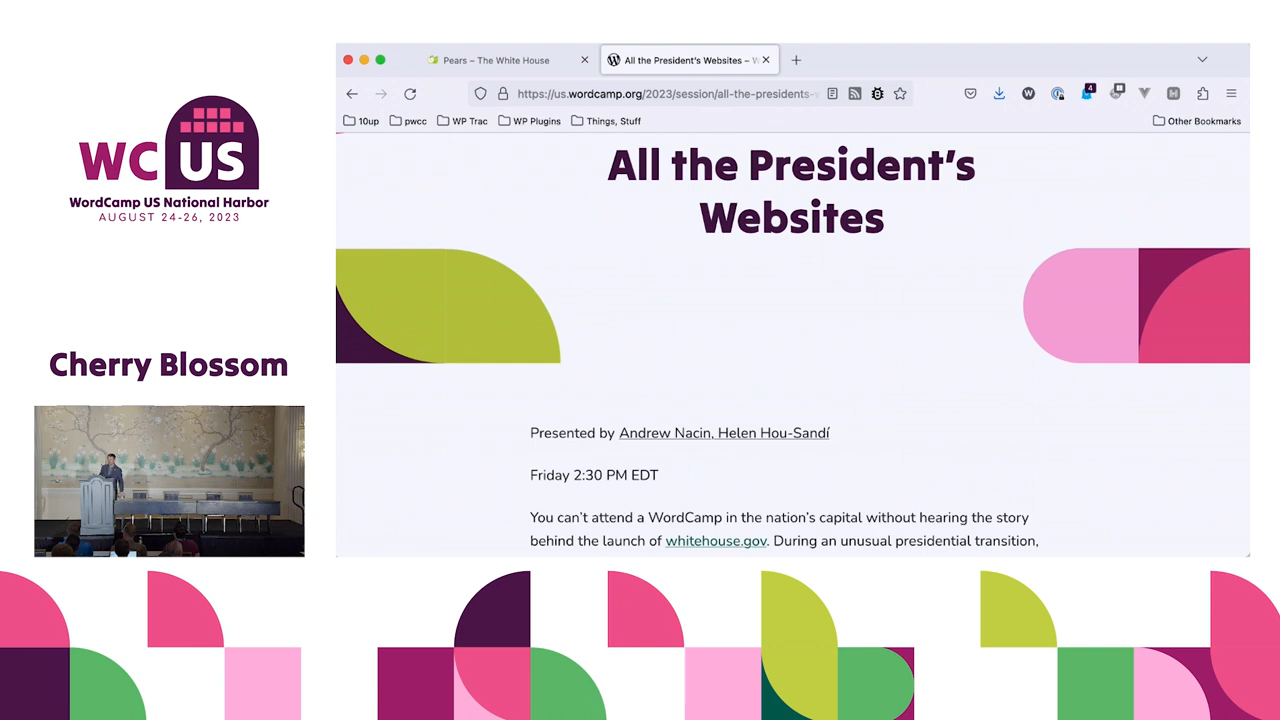 WC US
WordCamp US National Harbor
AUGUST 24-26, 2023
Cherry Blossom
Pears – The White House
All the President's Websites – W
https://us.wordcamp.org/2023/session/all-the-presidents-
4
10up
pwcc
WP Trac
WP Plugins
Things, Stuff
Other Bookmarks
All the President's
Websites
Presented by Andrew Nacin, Helen Hou-Sandí
Friday 2:30 PM EDT
You can't attend a WordCamp in the nation's capital without hearing the story
behind the launch of whitehouse.gov. During an unusual presidential transition,